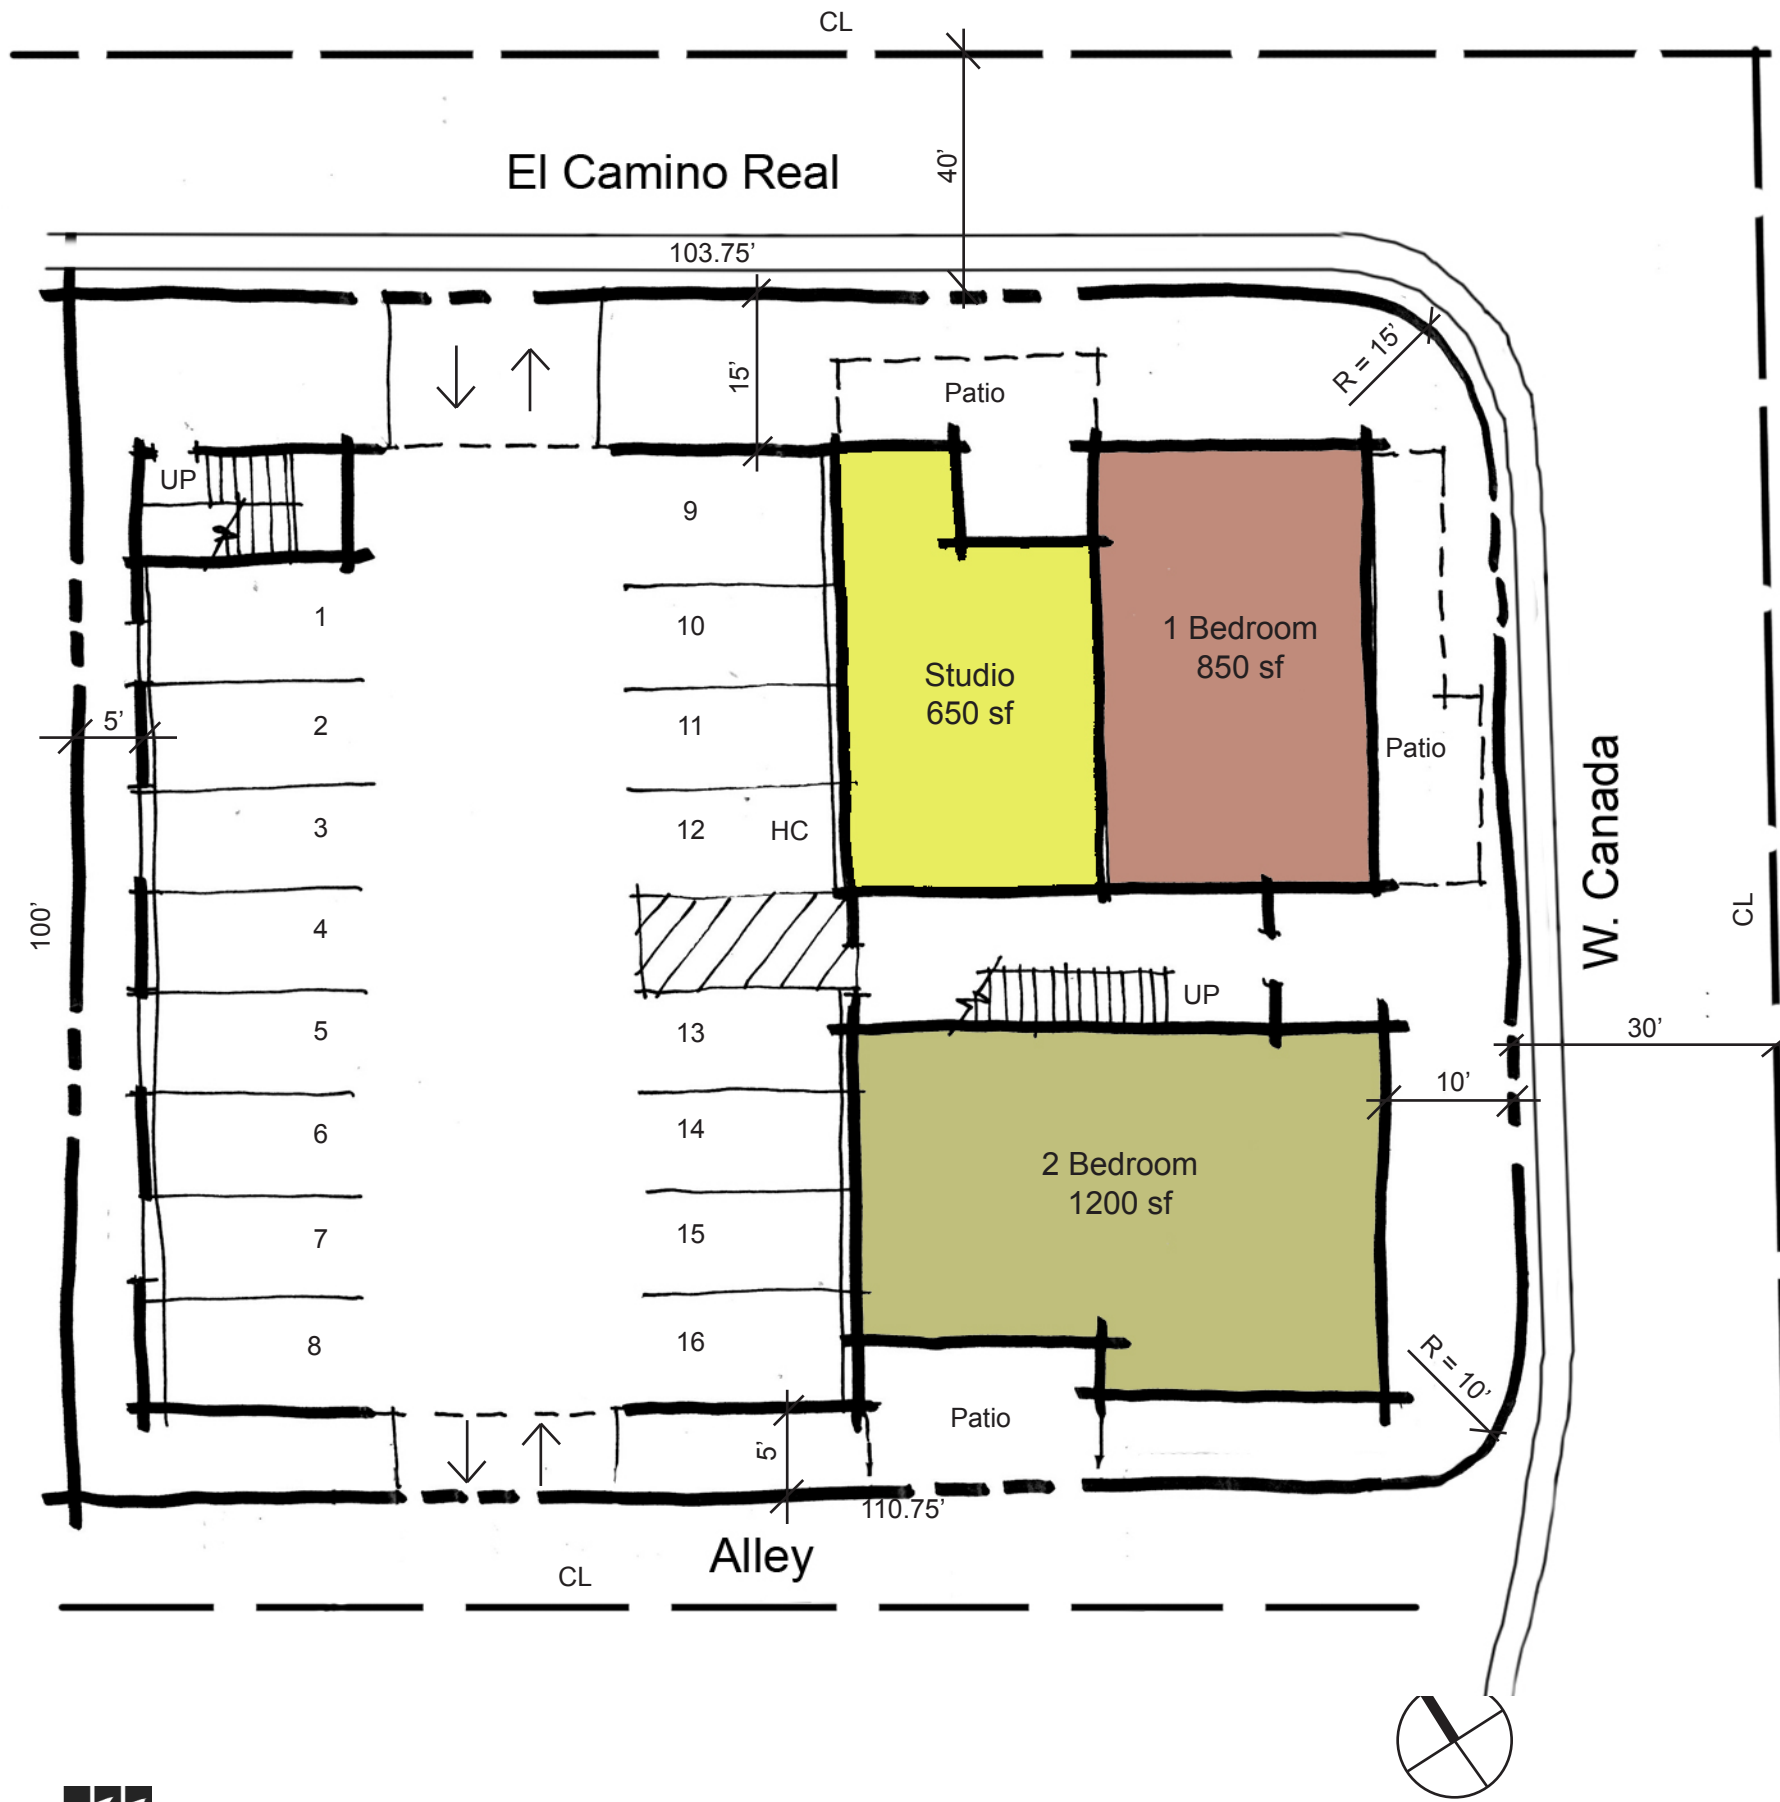 CL
El Camino Real
40’
103.75’
R = 15’
15’
Patio
UP
9
1
10
1 Bedroom
850 sf
Studio
650 sf
5’
2
11
Patio
3
12
HC
W. Canada
CL
100’
4
UP
5
13
30’
10’
6
14
2 Bedroom
1200 sf
7
15
8
16
R = 10’
Patio
5’
110.75’
Alley
CL